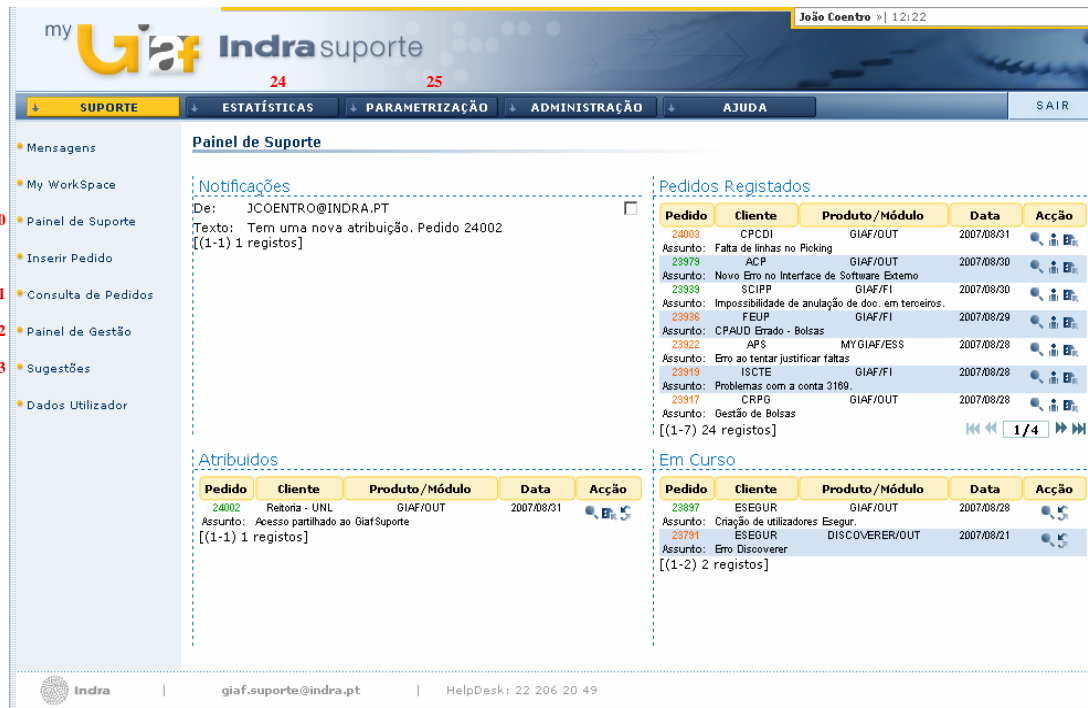 João Coentro »| 12:22
my Giaf Indra suporte
24 25
SUPORTE ESTATÍSTICAS PARAMETRIZAÇÃO ADMINISTRAÇÃO AJUDA SAIR
Mensagens
My WorkSpace
0 Painel de Suporte
Inserir Pedido
1 Consulta de Pedidos
2 Painel de Gestão
3 Sugestões
Dados Utilizador
Painel de Suporte
Notificações
De: JCOENTRO@INDRA.PT
Texto: Tem uma nova atribuição. Pedido 24002
[(1-1) 1 registos]
Pedidos Registados
Pedido Cliente Produto/Módulo Data Acção
24003 CPCDI GIAF/OUT 2007/08/31
Assunto: Falta de linhas no Picking
23979 ACP GIAF/OUT 2007/08/30
Assunto: Novo Erro no Interface de Software Externo
23939 SCIPP GIAF/FI 2007/08/30
Assunto: Impossibilidade de anulação de doc. em terceiros.
23936 FEUP GIAF/FI 2007/08/29
Assunto: CPAUD Errado - Bolsas
23922 APS MYGIAF/ESS 2007/08/28
Assunto: Erro ao tentar justificar faltas
23919 ISCTE GIAF/FI 2007/08/28
Assunto: Problemas com a conta 3169.
23917 CRPG GIAF/OUT 2007/08/28
Assunto: Gestão de Bolsas
[(1-7) 24 registos] 1/4
Atribuidos
Pedido Cliente Produto/Módulo Data Acção
24002 Reitoria - UNL GIAF/OUT 2007/08/31
Assunto: Acesso partilhado ao GiafSuporte
[(1-1) 1 registos]
Em Curso
Pedido Cliente Produto/Módulo Data Acção
23897 ESEGUR GIAF/OUT 2007/08/28
Assunto: Criação de utilizadores Esegur.
23791 ESEGUR DISCOVERER/OUT 2007/08/21
Assunto: Erro Discoverer
[(1-2) 2 registos]
Indra | giaf.suporte@indra.pt | HelpDesk: 22 206 20 49